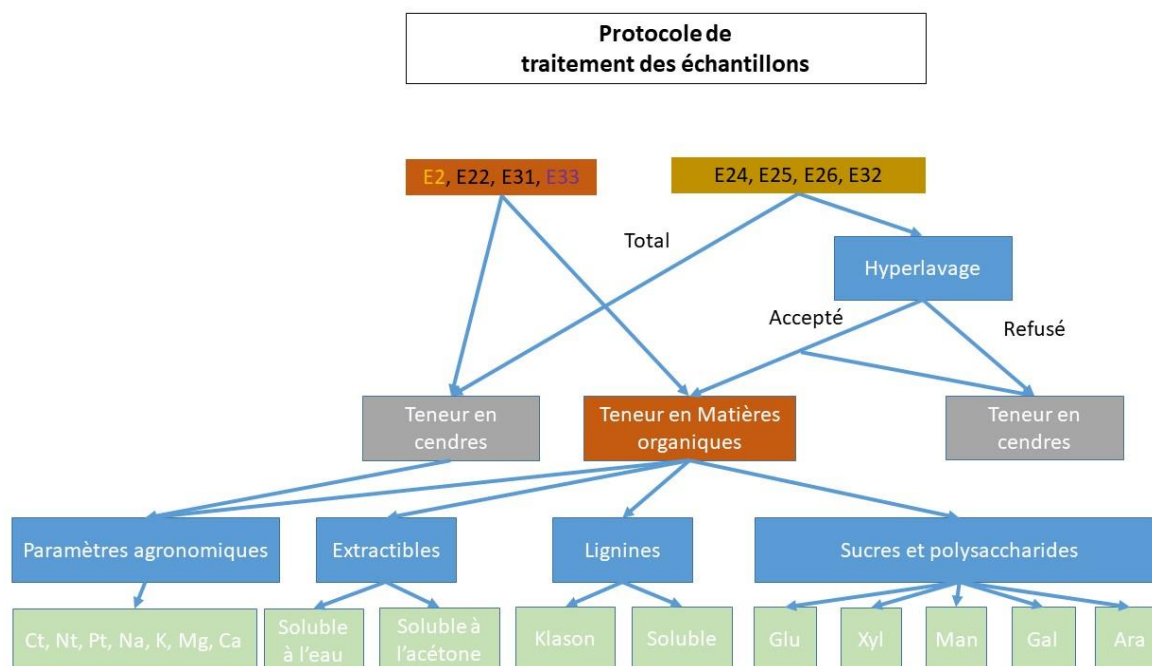 Protocole de
traitement des échantillons
E2, E22, E31, E33
E24, E25, E26, E32
Total
Hyperlavage
Accepté
Refusé
Teneur en
cendres
Teneur en Matières
organiques
Teneur en
cendres
Paramètres agronomiques
Extractibles
Lignines
Sucres et polysaccharides
Ct, Nt, Pt, Na, K, Mg, Ca
Soluble
à l'eau
Soluble à
l'acétone
Klason
Soluble
Glu
Xyl
Man
Gal
Ara